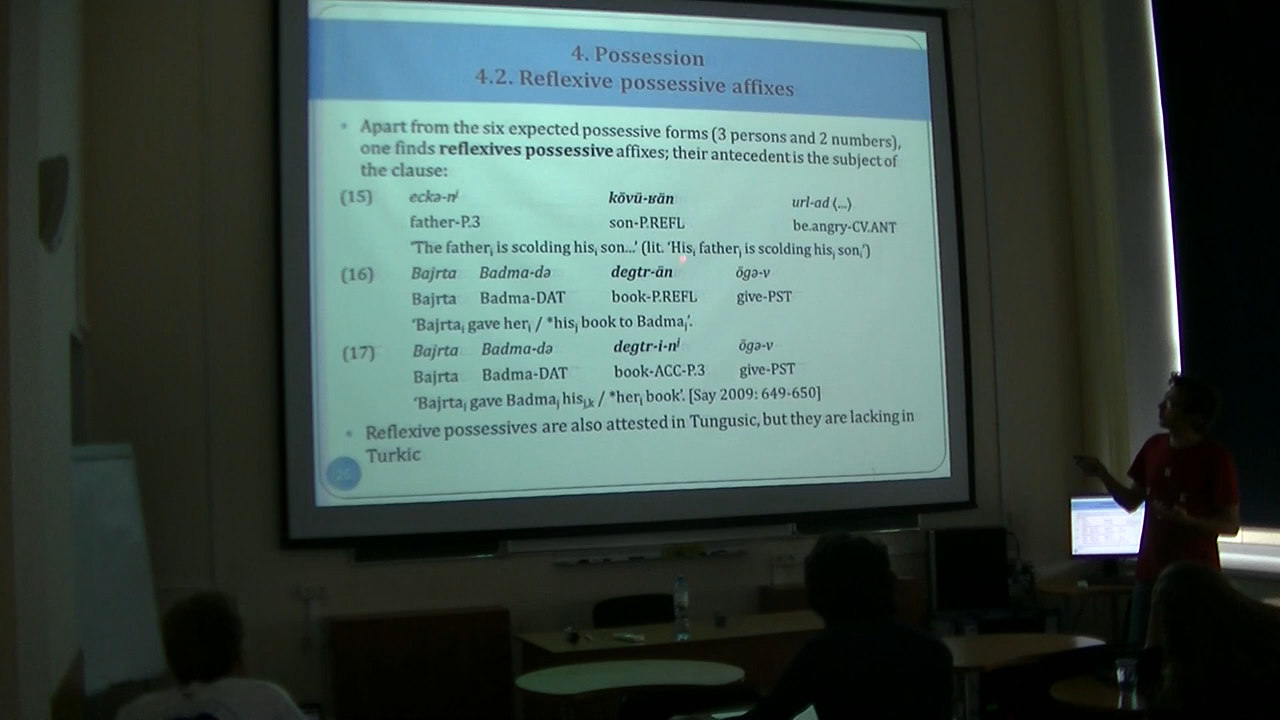 4. Possession
4.2. Reflexive possessive affixes
• Apart from the six expected possessive forms (3 persons and 2 numbers),
one finds reflexives possessive affixes; their antecedent is the subject of
the clause:
(15) eckə-nʲ kövü-ʁän url-ad ⟨...⟩
father-P.3 son-P.REFL be.angry-CV.ANT
'The fatherᵢ is scolding hisᵢ son...' (lit. 'Hisᵢ fatherⱼ is scolding hisⱼ sonᵢ')
(16) Bajrta Badma-də degtr-än ögə-v
Bajrta Badma-DAT book-P.REFL give-PST
'Bajrtaᵢ gave herᵢ / *hisⱼ book to Badmaⱼ'.
(17) Bajrta Badma-də degtr-i-nʲ ögə-v
Bajrta Badma-DAT book-ACC-P.3 give-PST
'Bajrtaᵢ gave Badmaⱼ hisⱼ,ₖ / *herᵢ book'. [Say 2009: 649-650]
• Reflexive possessives are also attested in Tungusic, but they are lacking in
Turkic